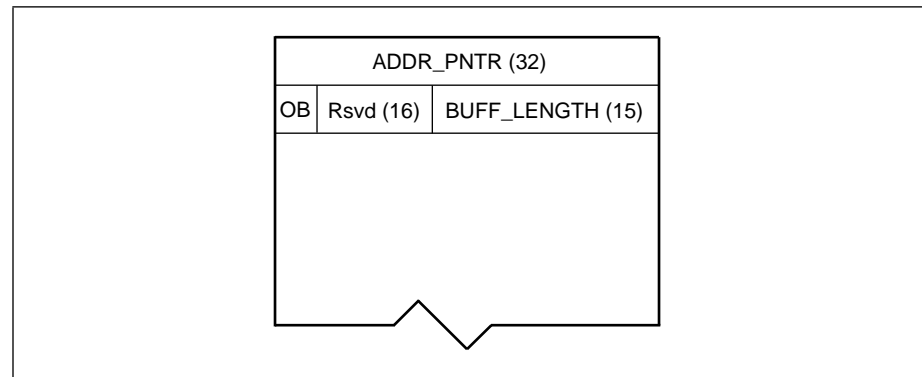 ADDR_PNTR (32)
OB Rsvd (16) BUFF_LENGTH (15)